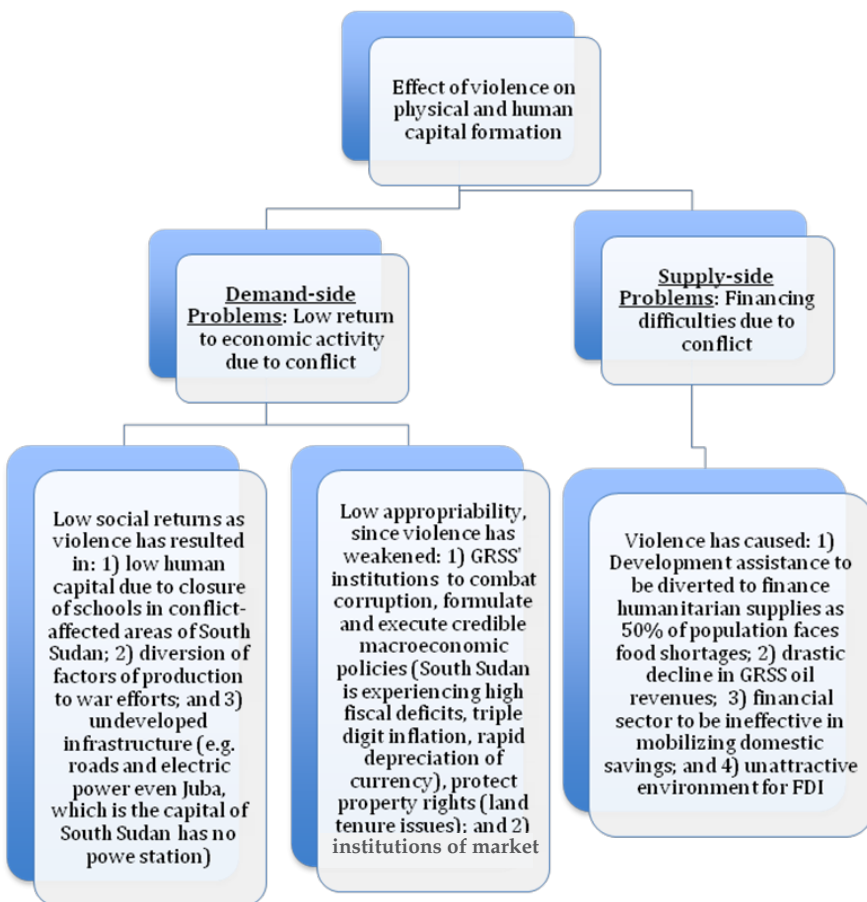 Effect of violence on
physical and human
capital formation
Demand-side
Problems: Low return
to economic activity
due to conflict
Supply-side
Problems: Financing
difficulties due to
conflict
Low social returns as
violence has resulted
in: 1) low human
capital due to closure
of schools in conflict-
affected areas of South
Sudan; 2) diversion of
factors of production
to war efforts; and 3)
undeveloped
infrastructure (e.g.
roads and electric
power even Juba,
which is the capital of
South Sudan has no
powe station)
Low appropriability,
since violence has
weakened: 1) GRSS'
institutions to combat
corruption, formulate
and execute credible
macroeconomic
policies (South Sudan
is experiencing high
fiscal deficits, triple
digit inflation, rapid
depreciation of
currency), protect
property rights (land
tenure issues); and 2)
institutions of market
Violence has caused: 1)
Development assistance to
be diverted to finance
humanitarian supplies as
50% of population faces
food shortages; 2) drastic
decline in GRSS oil
revenues; 3) financial
sector to be ineffective in
mobilizing domestic
savings; and 4) unattractive
environment for FDI